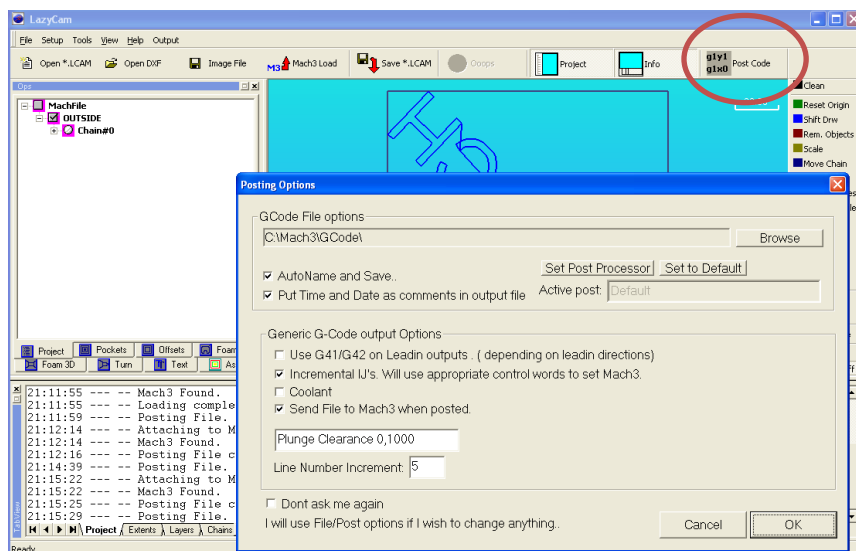 LazyCam
File Setup Tools View Help Output
Open *.LCAM Open DXF Image File M3 Mach3 Load Save *.LCAM Ooops Project Info g1y1 g1x0 Post Code
Ops
MachFile
OUTSIDE
Chain#0
Clean
Reset Origin
Shift Drw
Rem. Objects
Scale
Move Chain
Posting Options
GCode File options
C:\Mach3\GCode\
Browse
AutoName and Save..
Set Post Processor Set to Default
Put Time and Date as comments in output file
Active post: Default
Generic G-Code output Options
Use G41/G42 on Leadin outputs . ( depending on leadin directions)
Incremental IJ's. Will use appropriate control words to set Mach3.
Coolant
Send File to Mach3 when posted.
Plunge Clearance 0,1000
Line Number Increment: 5
Dont ask me again
I will use File/Post options if I wish to change anything..
Cancel OK
Project Pockets Offsets Foam
Foam 3D Turn Text As
21:11:55 --- -- Mach3 Found.
21:11:55 --- -- Loading comple
21:11:59 --- -- Posting File.
21:12:14 --- -- Attaching to M
21:12:14 --- -- Mach3 Found.
21:12:16 --- -- Posting File c
21:14:39 --- -- Posting File.
21:15:22 --- -- Attaching to M
21:15:22 --- -- Mach3 Found.
21:15:25 --- -- Posting File c
21:15:29 --- -- Posting File.
TabView
Project Extents Layers Chains
Ready